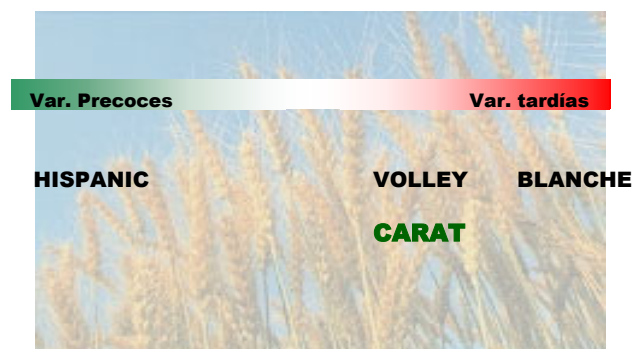 Var. Precoces Var. tardías
HISPANIC VOLLEY BLANCHE
CARAT